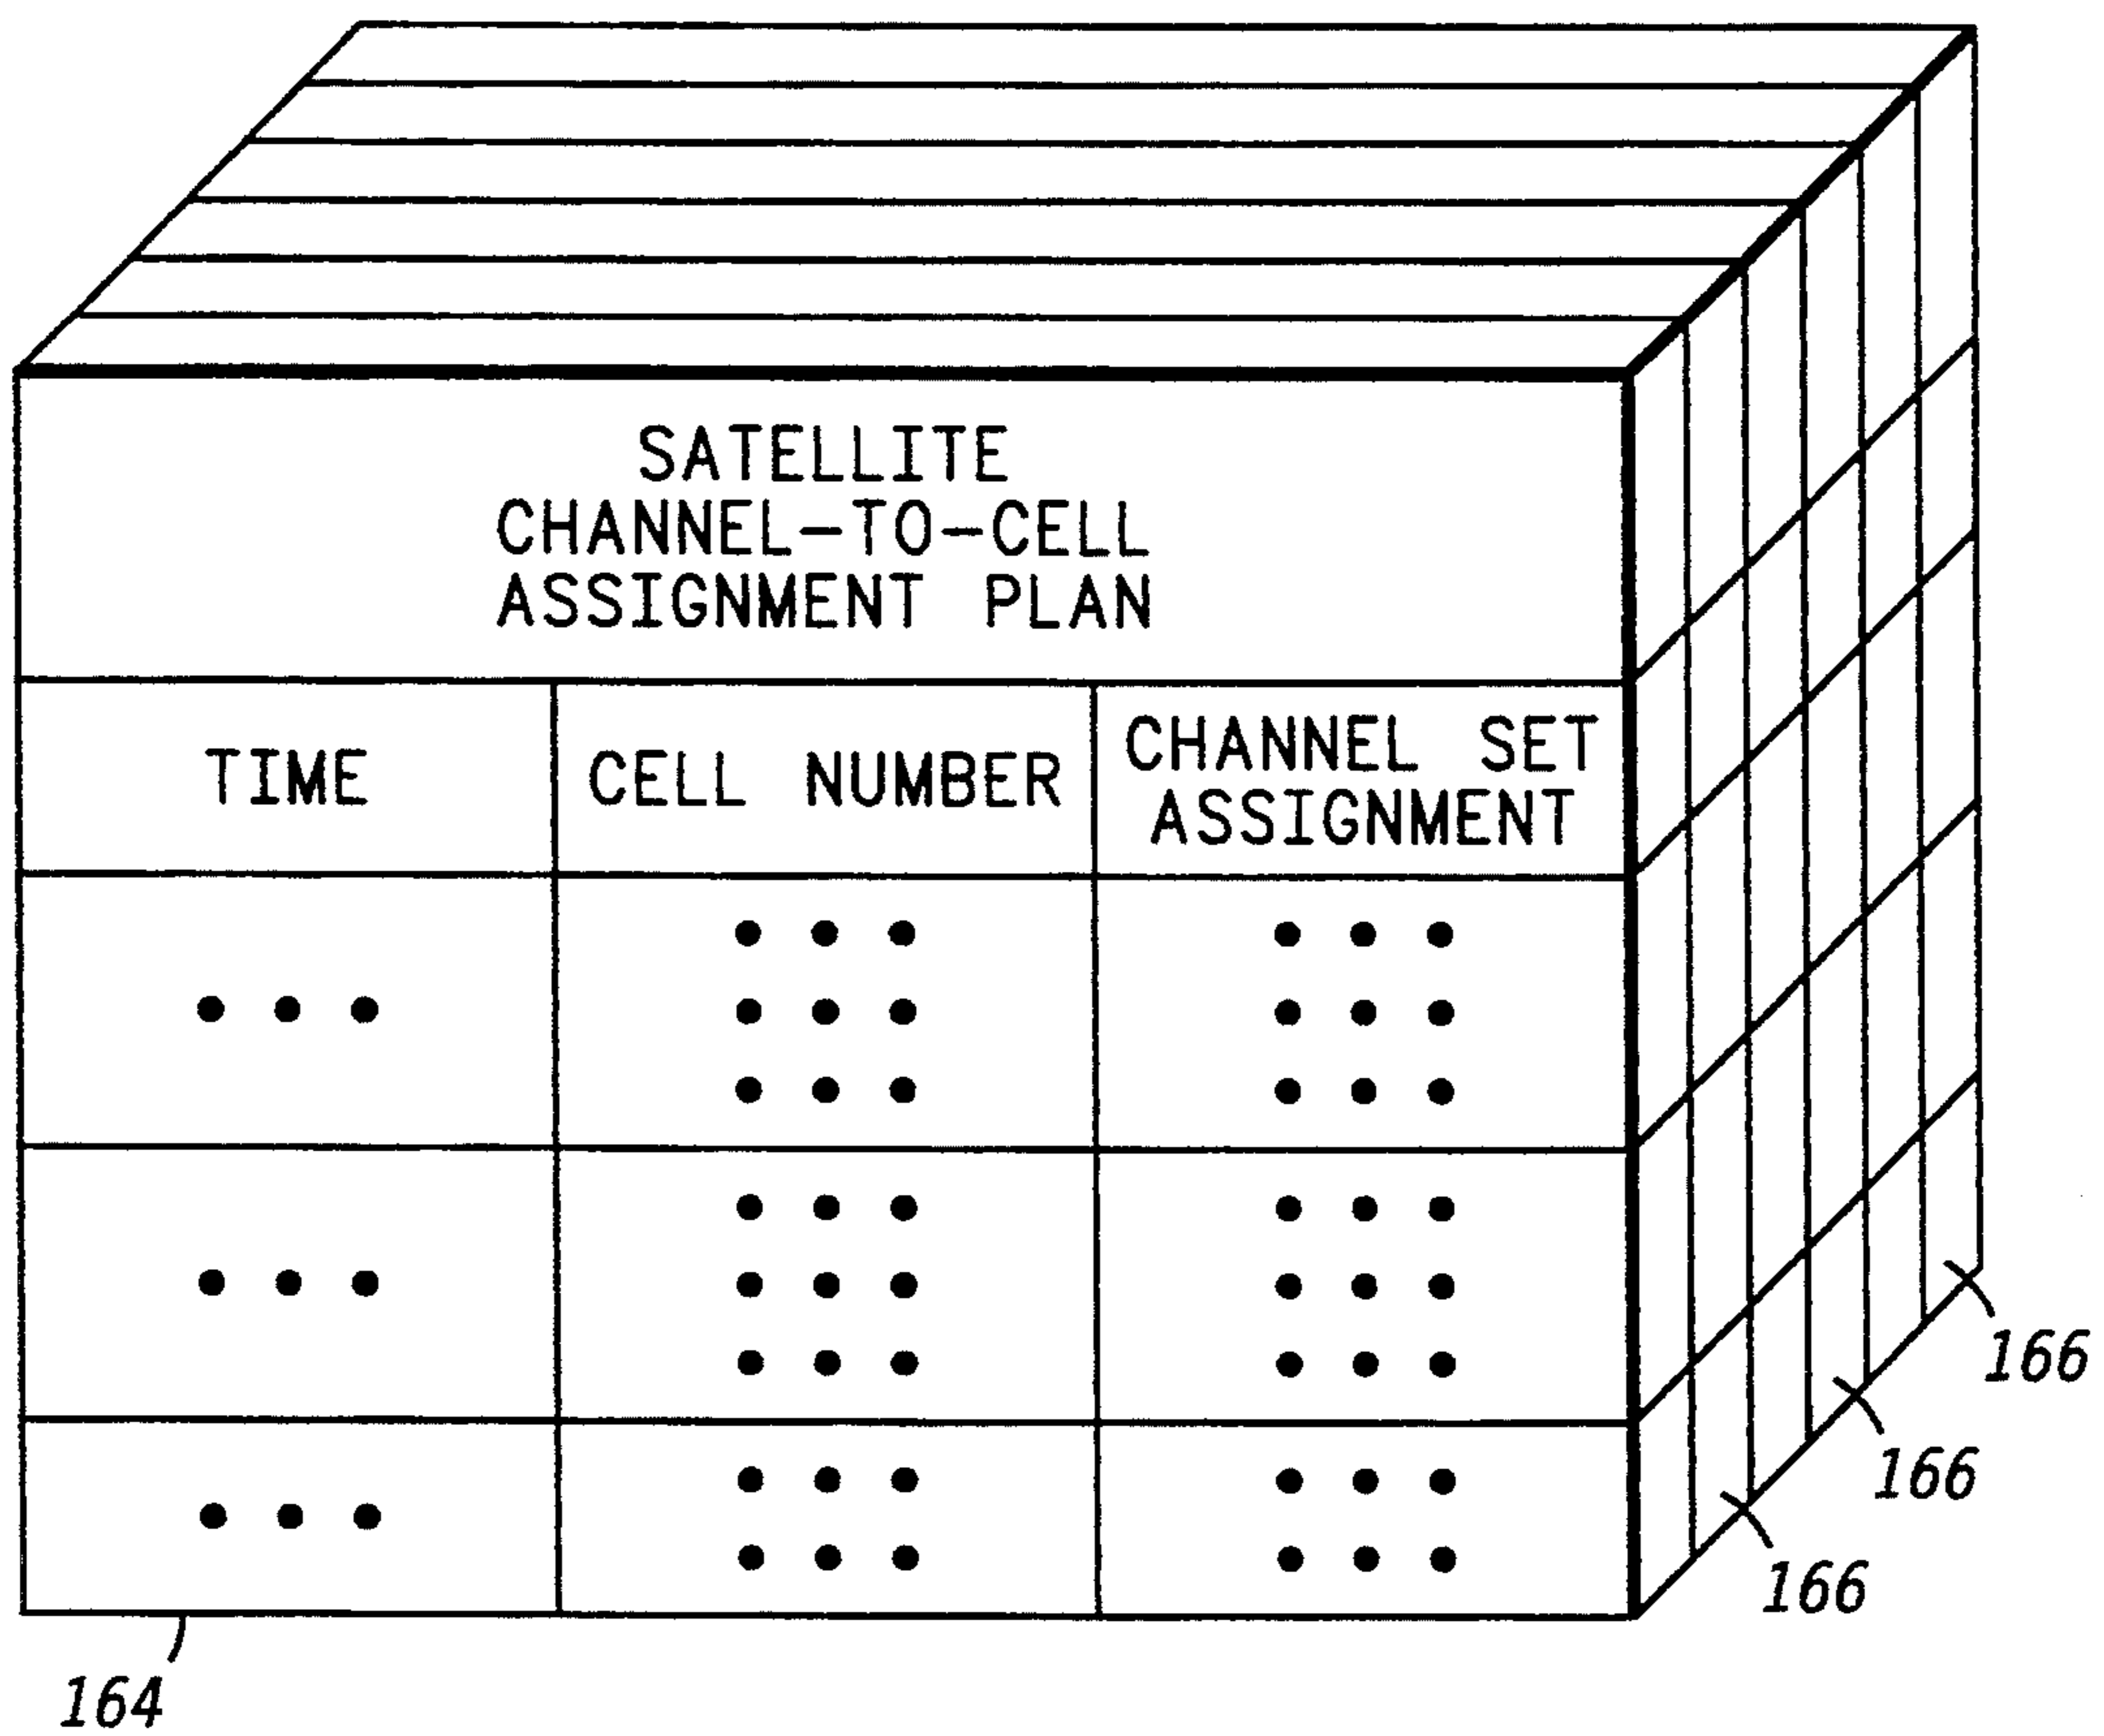 SATELLITE
CHANNEL-TO-CELL
ASSIGNMENT PLAN
TIME
CELL NUMBER
CHANNEL SET
ASSIGNMENT
166
166
166
164